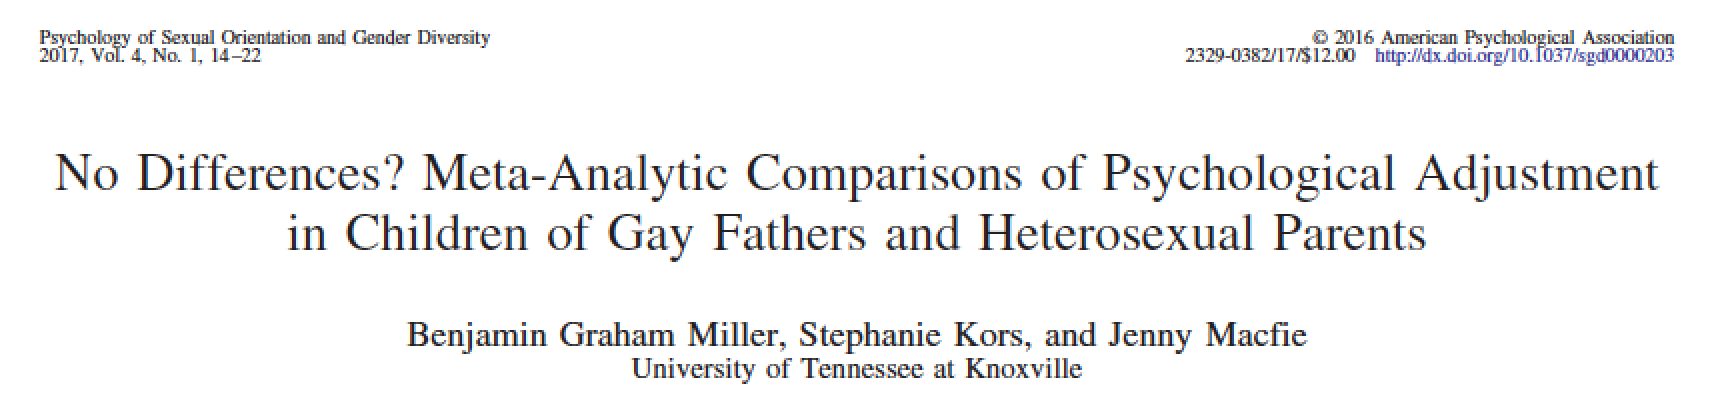 Psychology of Sexual Orientation and Gender Diversity
2017, Vol. 4, No. 1, 14–22
© 2016 American Psychological Association
2329-0382/17/$12.00 http://dx.doi.org/10.1037/sgd0000203
No Differences? Meta-Analytic Comparisons of Psychological Adjustment
in Children of Gay Fathers and Heterosexual Parents
Benjamin Graham Miller, Stephanie Kors, and Jenny Macfie
University of Tennessee at Knoxville